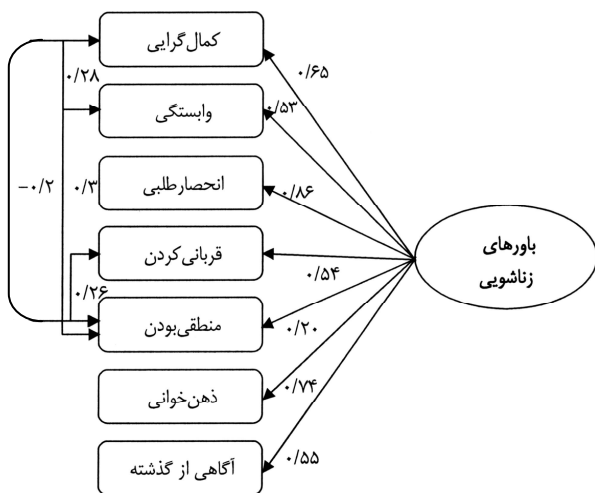 کمال‌گرایی
۰/۶۵
۰/۲۸
وابستگی
۰/۵۳
انحصارطلبی
۰/۸۶
-۰/۲
۰/۳
باورهای
زناشویی
قربانی‌کردن
۰/۵۴
۰/۲۶
منطقی‌بودن
۰/۲۰
ذهن‌خوانی
۰/۷۴
آگاهی از گذشته
۰/۵۵